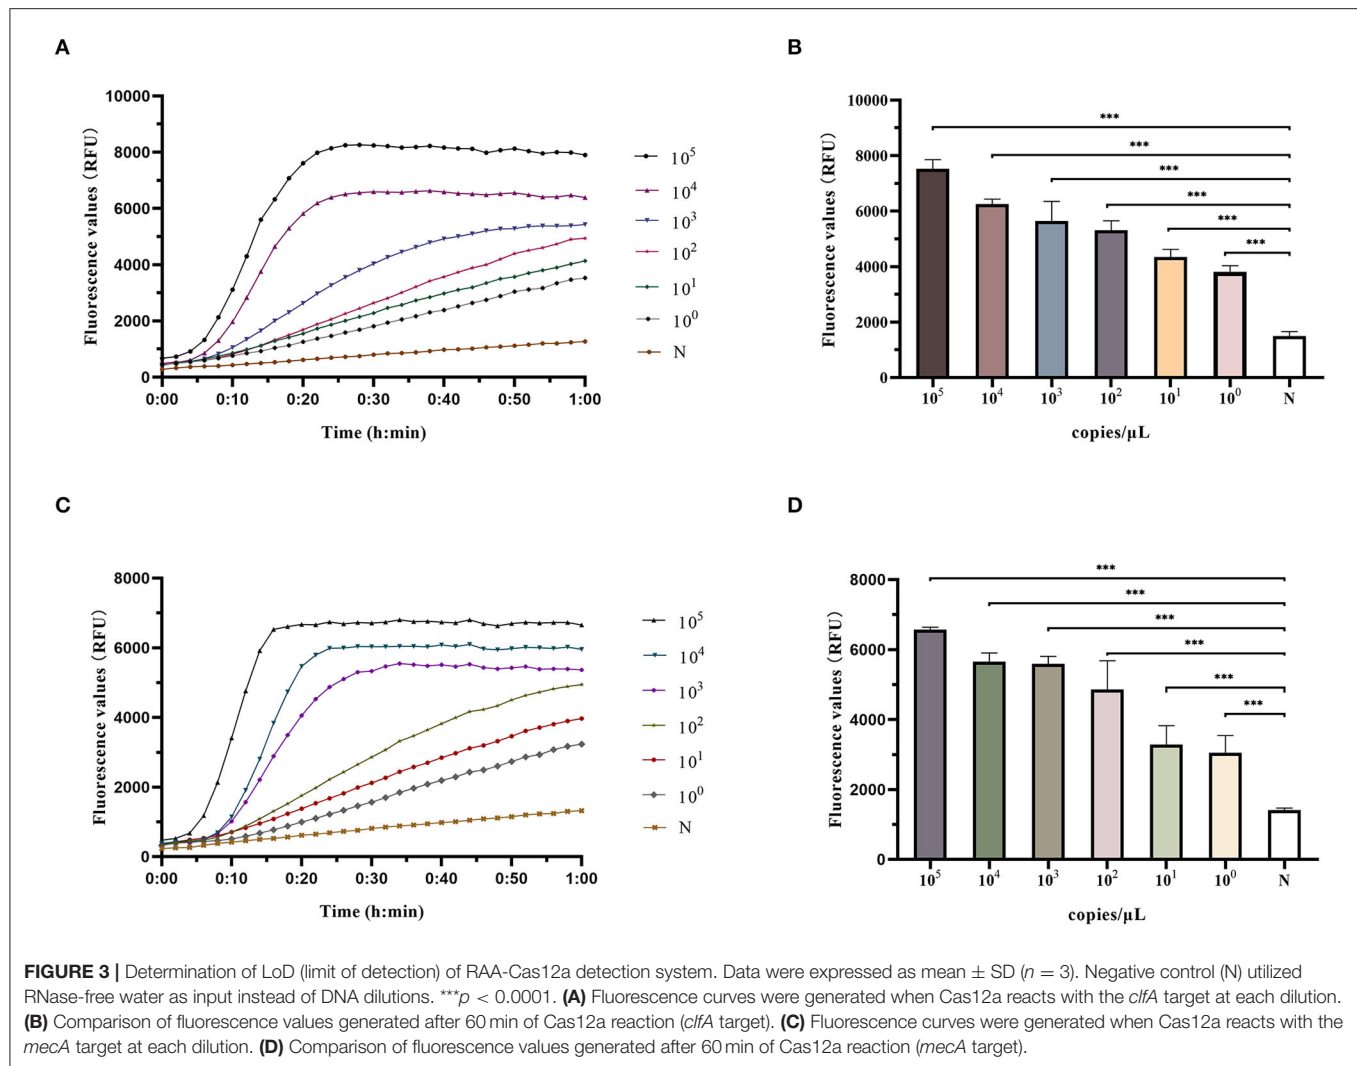 A
Fluorescence values (RFU)
10000
8000
6000
4000
2000
0
0:00 0:10 0:20 0:30 0:40 0:50 1:00
Time (h:min)
10⁵
10⁴
10³
10²
10¹
10⁰
N
B
Fluorescence values (RFU)
10000
8000
6000
4000
2000
0
***
***
***
***
***
***
10⁵ 10⁴ 10³ 10² 10¹ 10⁰ N
copies/µL
C
Fluorescence values (RFU)
8000
6000
4000
2000
0
0:00 0:10 0:20 0:30 0:40 0:50 1:00
Time (h:min)
10⁵
10⁴
10³
10²
10¹
10⁰
N
D
Fluorescence values (RFU)
8000
6000
4000
2000
0
***
***
***
***
***
***
10⁵ 10⁴ 10³ 10² 10¹ 10⁰ N
copies/µL
FIGURE 3 | Determination of LoD (limit of detection) of RAA-Cas12a detection system. Data were expressed as mean ± SD (n = 3). Negative control (N) utilized
RNase-free water as input instead of DNA dilutions. ***p < 0.0001. (A) Fluorescence curves were generated when Cas12a reacts with the clfA target at each dilution.
(B) Comparison of fluorescence values generated after 60 min of Cas12a reaction (clfA target). (C) Fluorescence curves were generated when Cas12a reacts with the
mecA target at each dilution. (D) Comparison of fluorescence values generated after 60 min of Cas12a reaction (mecA target).